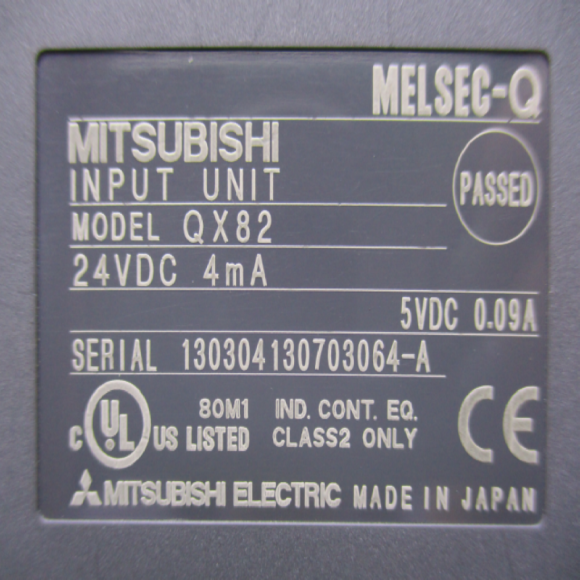 MELSEC-Q
MITSUBISHI
INPUT UNIT
PASSED
MODEL QX82
24VDC 4mA
5VDC 0.09A
SERIAL 130304130703064-A
C UL US LISTED
80M1 IND. CONT. EQ.
CLASS2 ONLY
CE
MITSUBISHI ELECTRIC MADE IN JAPAN